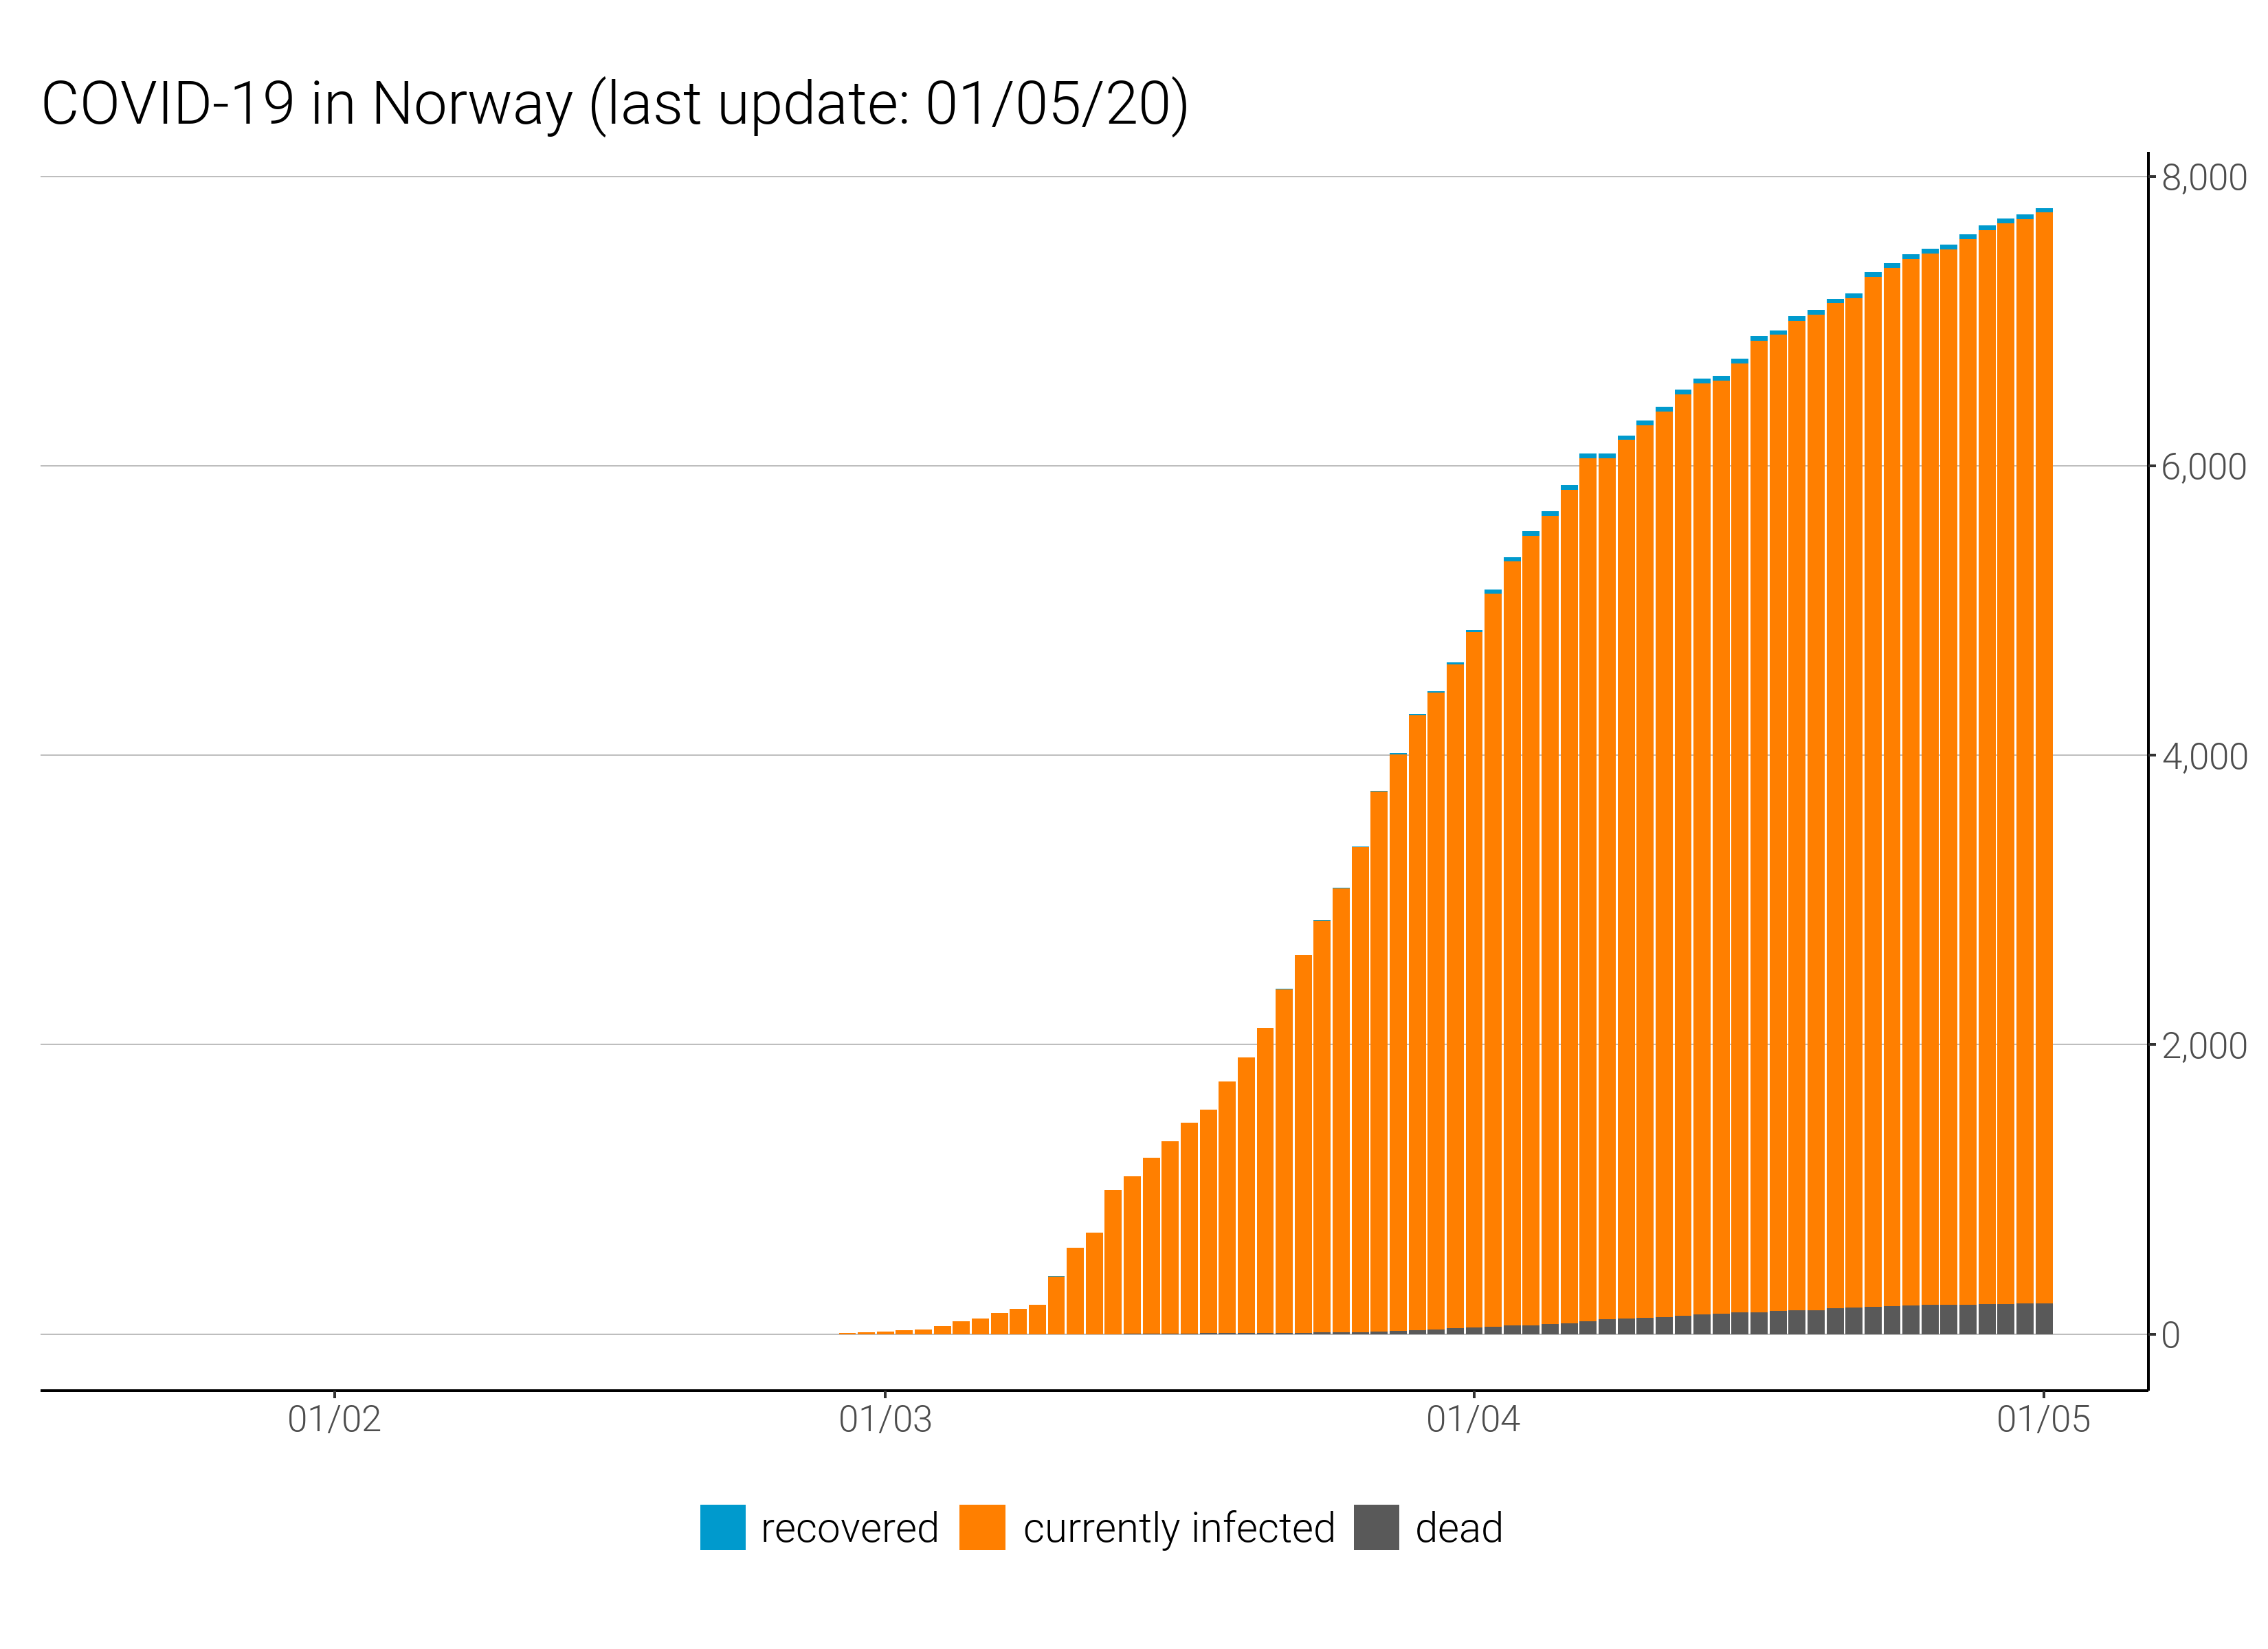 COVID-19 in Norway (last update: 01/05/20)
8,000
6,000
4,000
2,000
0
01/02 01/03 01/04 01/05
recovered currently infected dead